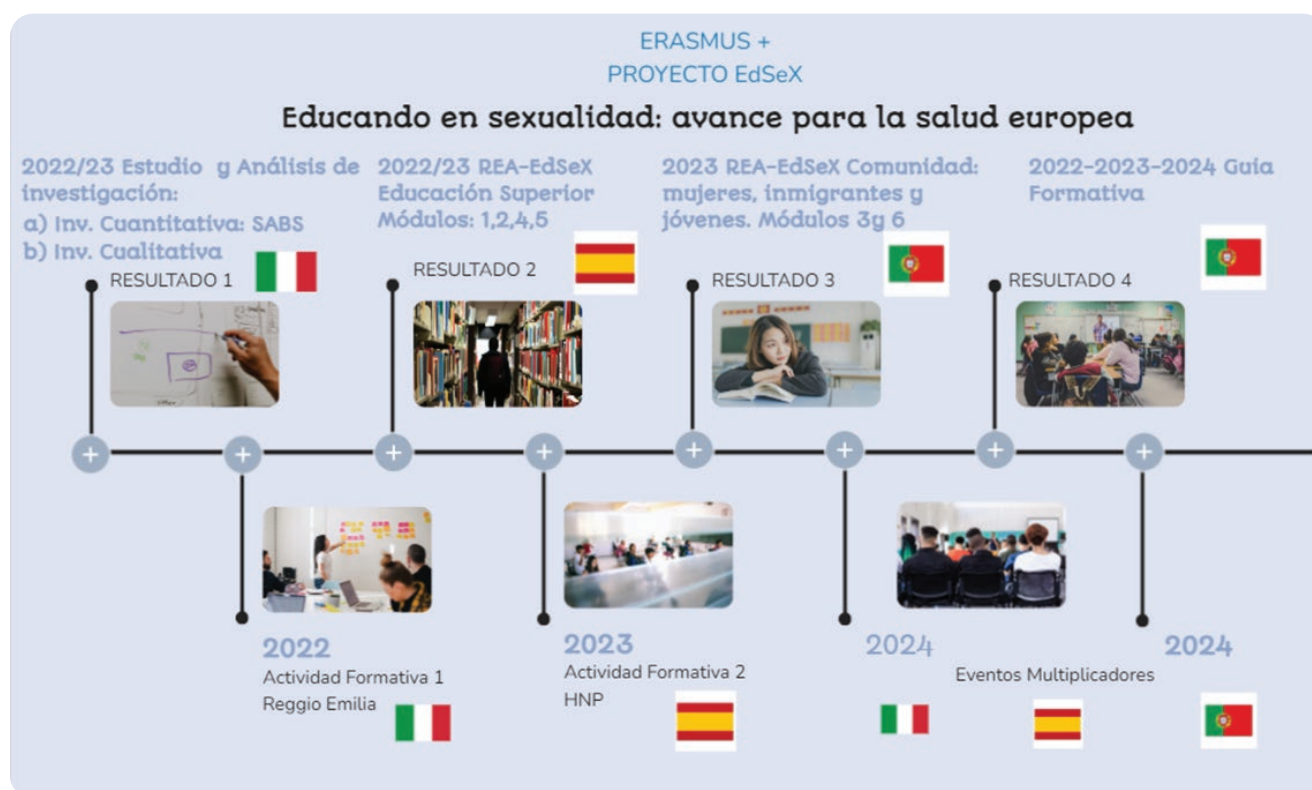 ERASMUS +
PROYECTO EdSeX
Educando en sexualidad: avance para la salud europea
2022/23 Estudio y Análisis de
investigación:
a) Inv. Cuantitativa: SABS
b) Inv. Cualitativa
RESULTADO 1
2022/23 REA-EdSeX
Educación Superior
Módulos: 1,2,4,5
RESULTADO 2
2023 REA-EdSeX Comunidad:
mujeres, inmigrantes y
jóvenes. Módulos 3y 6
RESULTADO 3
2022-2023-2024 Guia
Formativa
RESULTADO 4
2022
Actividad Formativa 1
Reggio Emilia
2023
Actividad Formativa 2
HNP
2024
Eventos Multiplicadores
2024